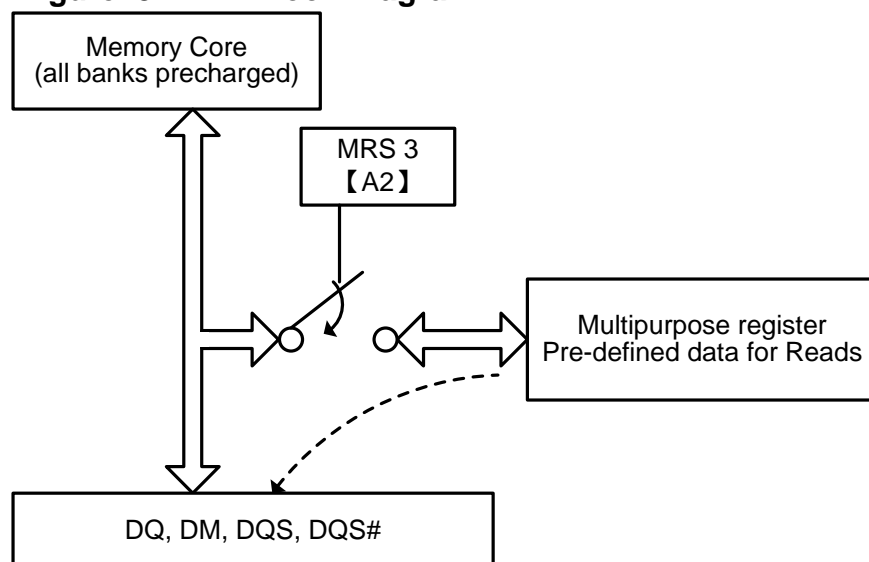 Memory Core
(all banks precharged)
MRS 3
【A2】
Multipurpose register
Pre-defined data for Reads
DQ, DM, DQS, DQS#